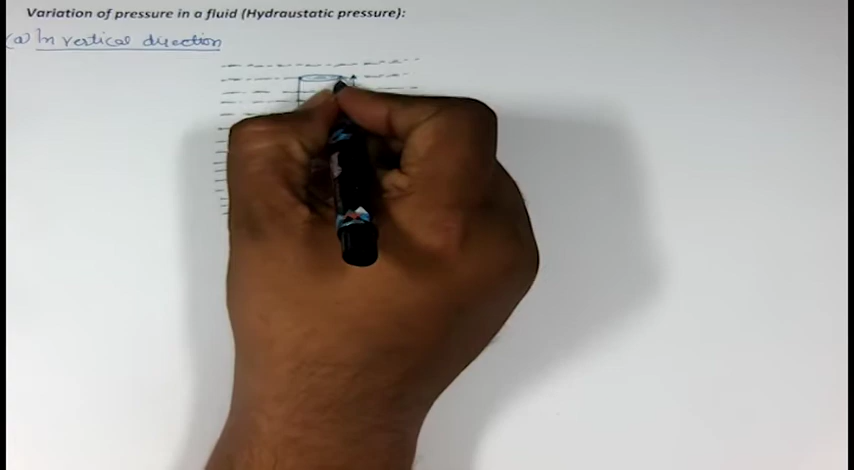 Variation of pressure in a fluid (Hydraustatic pressure):
(a) In vertical direction